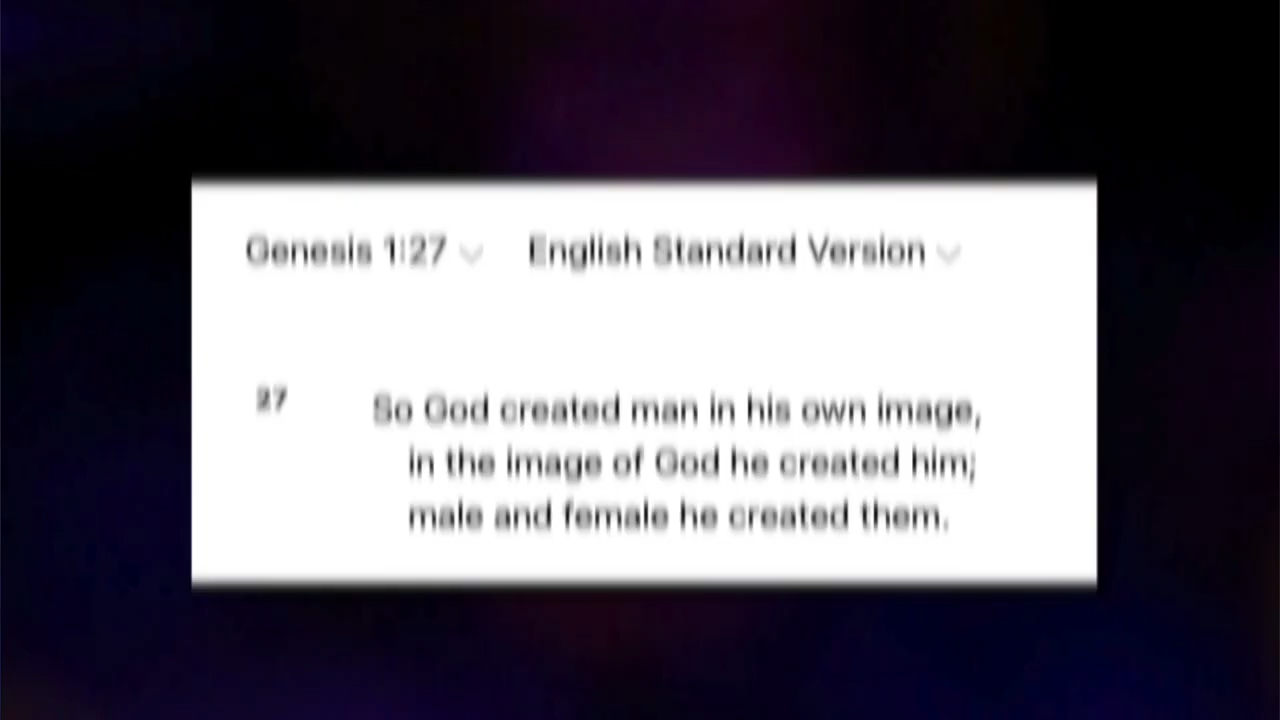 Genesis 1:27 English Standard Version
27 So God created man in his own image,
in the image of God he created him;
male and female he created them.